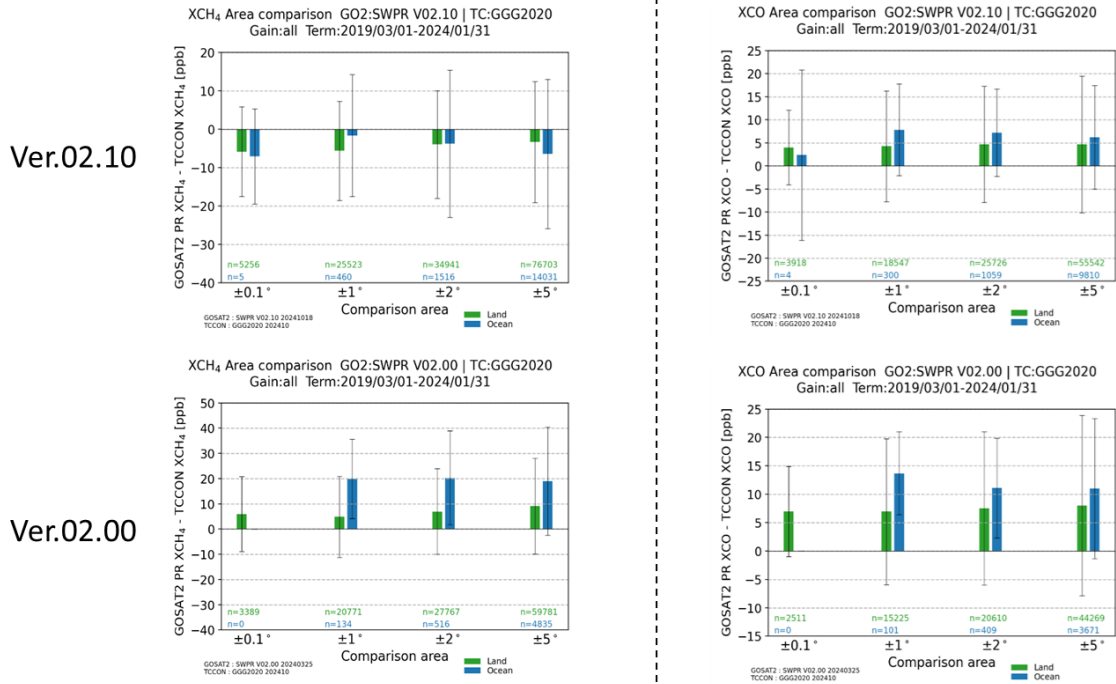 XCH₄ Area comparison GO2:SWPR V02.10 | TC:GGG2020
Gain:all Term:2019/03/01-2024/01/31
Ver.02.10
GOSAT2 PR XCH₄ - TCCON XCH₄ [ppb]
20
10
0
−10
−20
−30
−40
n=5256 n=25523 n=34941 n=76703
n=5 n=460 n=1516 n=14031
±0.1° ±1° ±2° ±5°
Comparison area
GOSAT2 : SWPR V02.10 20241018
TCCON : GGG2020 202410
Land
Ocean
XCO Area comparison GO2:SWPR V02.10 | TC:GGG2020
Gain:all Term:2019/03/01-2024/01/31
GOSAT2 PR XCO - TCCON XCO [ppb]
25
20
15
10
5
0
−5
−10
−15
−20
−25
n=3918 n=18547 n=25726 n=55542
n=4 n=300 n=1059 n=9810
±0.1° ±1° ±2° ±5°
Comparison area
GOSAT2 : SWPR V02.10 20241018
TCCON : GGG2020 202410
Land
Ocean
XCH₄ Area comparison GO2:SWPR V02.00 | TC:GGG2020
Gain:all Term:2019/03/01-2024/01/31
Ver.02.00
GOSAT2 PR XCH₄ - TCCON XCH₄ [ppb]
50
40
30
20
10
0
−10
−20
−30
−40
n=3389 n=20771 n=27767 n=59781
n=0 n=134 n=516 n=4835
±0.1° ±1° ±2° ±5°
Comparison area
GOSAT2 : SWPR V02.00 20240325
TCCON : GGG2020 202410
Land
Ocean
XCO Area comparison GO2:SWPR V02.00 | TC:GGG2020
Gain:all Term:2019/03/01-2024/01/31
GOSAT2 PR XCO - TCCON XCO [ppb]
25
20
15
10
5
0
−5
−10
−15
n=2511 n=15225 n=20610 n=44269
n=0 n=101 n=409 n=3671
±0.1° ±1° ±2° ±5°
Comparison area
GOSAT2 : SWPR V02.00 20240325
TCCON : GGG2020 202410
Land
Ocean